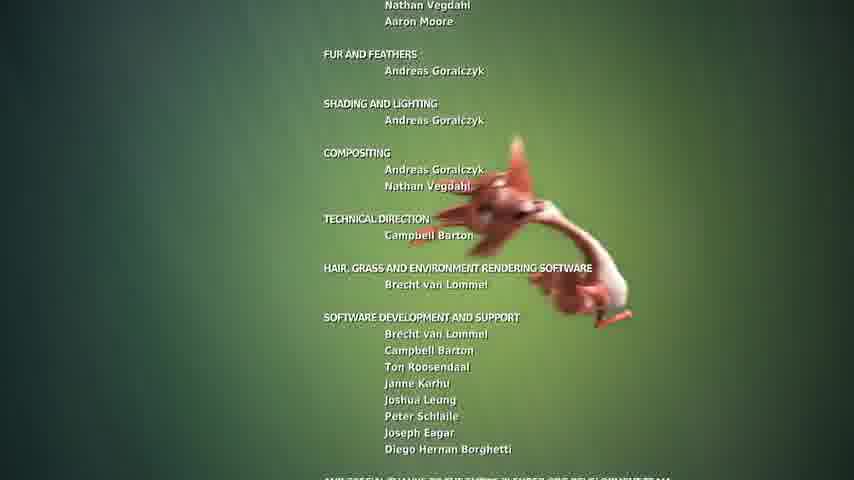 Nathan Vegdahl
Aaron Moore
FUR AND FEATHERS
Andreas Goralczyk
SHADING AND LIGHTING
Andreas Goralczyk
COMPOSITING
Andreas Goralczyk
Nathan Vegdahl
TECHNICAL DIRECTION
Campbell Barton
HAIR, GRASS AND ENVIRONMENT RENDERING SOFTWARE
Brecht van Lommel
SOFTWARE DEVELOPMENT AND SUPPORT
Brecht van Lommel
Campbell Barton
Ton Roosendaal
Janne Karhu
Joshua Leung
Peter Schlaile
Joseph Eagar
Diego Hernan Borghetti